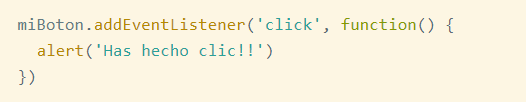 miBoton.addEventListener('click', function() {
  alert('Has hecho clic!!')
})